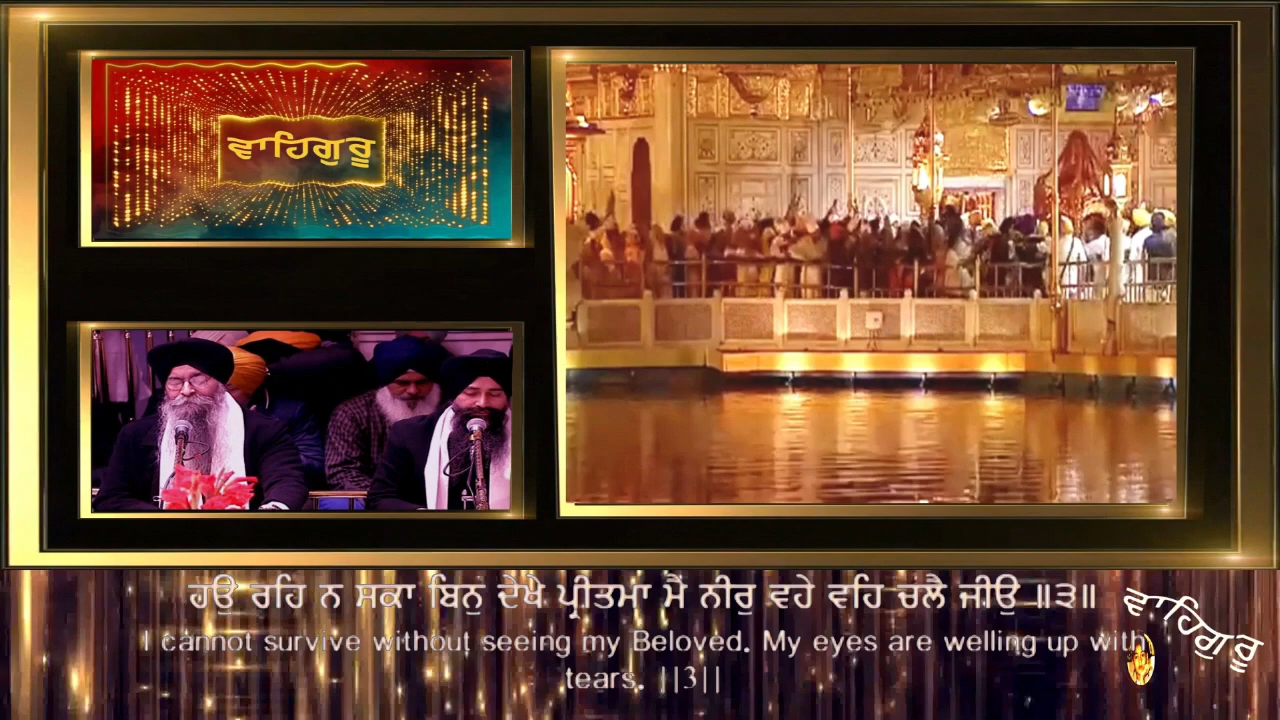 ਵਾਹਿਗੁਰੂ
ਹਉ ਰਹਿ ਨ ਸਕਾ ਬਿਨੁ ਦੇਖੇ ਪ੍ਰੀਤਮਾ ਮੈ ਨੀਰੁ ਵਹੇ ਵਹਿ ਚਲੈ ਜੀਉ ॥੩॥
I cannot survive without seeing my Beloved. My eyes are welling up with
tears. ||3||
ਵਾਹਿਗੁਰੂ